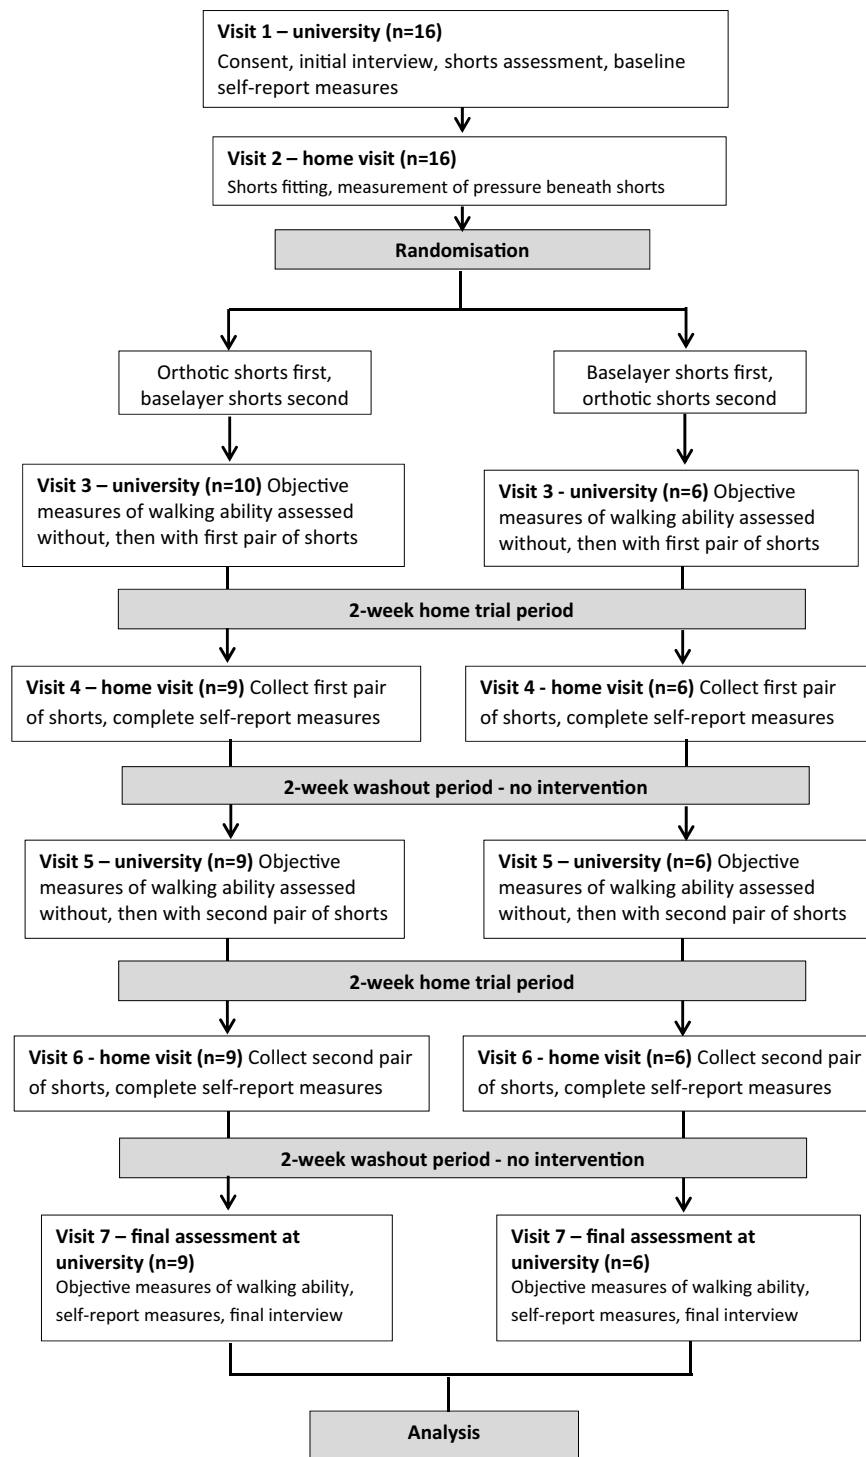 Visit 1 – university (n=16)
Consent, initial interview, shorts assessment, baseline
self-report measures
Visit 2 – home visit (n=16)
Shorts fitting, measurement of pressure beneath shorts
Randomisation
Orthotic shorts first,
baselayer shorts second
Baselayer shorts first,
orthotic shorts second
Visit 3 – university (n=10) Objective
measures of walking ability assessed
without, then with first pair of shorts
Visit 3 - university (n=6) Objective
measures of walking ability assessed
without, then with first pair of shorts
2-week home trial period
Visit 4 – home visit (n=9) Collect first pair
of shorts, complete self-report measures
Visit 4 - home visit (n=6) Collect first pair
of shorts, complete self-report measures
2-week washout period - no intervention
Visit 5 – university (n=9) Objective
measures of walking ability assessed
without, then with second pair of shorts
Visit 5 – university (n=6) Objective
measures of walking ability assessed
without, then with second pair of shorts
2-week home trial period
Visit 6 - home visit (n=9) Collect second pair
of shorts, complete self-report measures
Visit 6 - home visit (n=6) Collect second pair
of shorts, complete self-report measures
2-week washout period - no intervention
Visit 7 – final assessment at
university (n=9)
Objective measures of walking ability,
self-report measures, final interview
Visit 7 – final assessment at
university (n=6)
Objective measures of walking ability,
self-report measures, final interview
Analysis